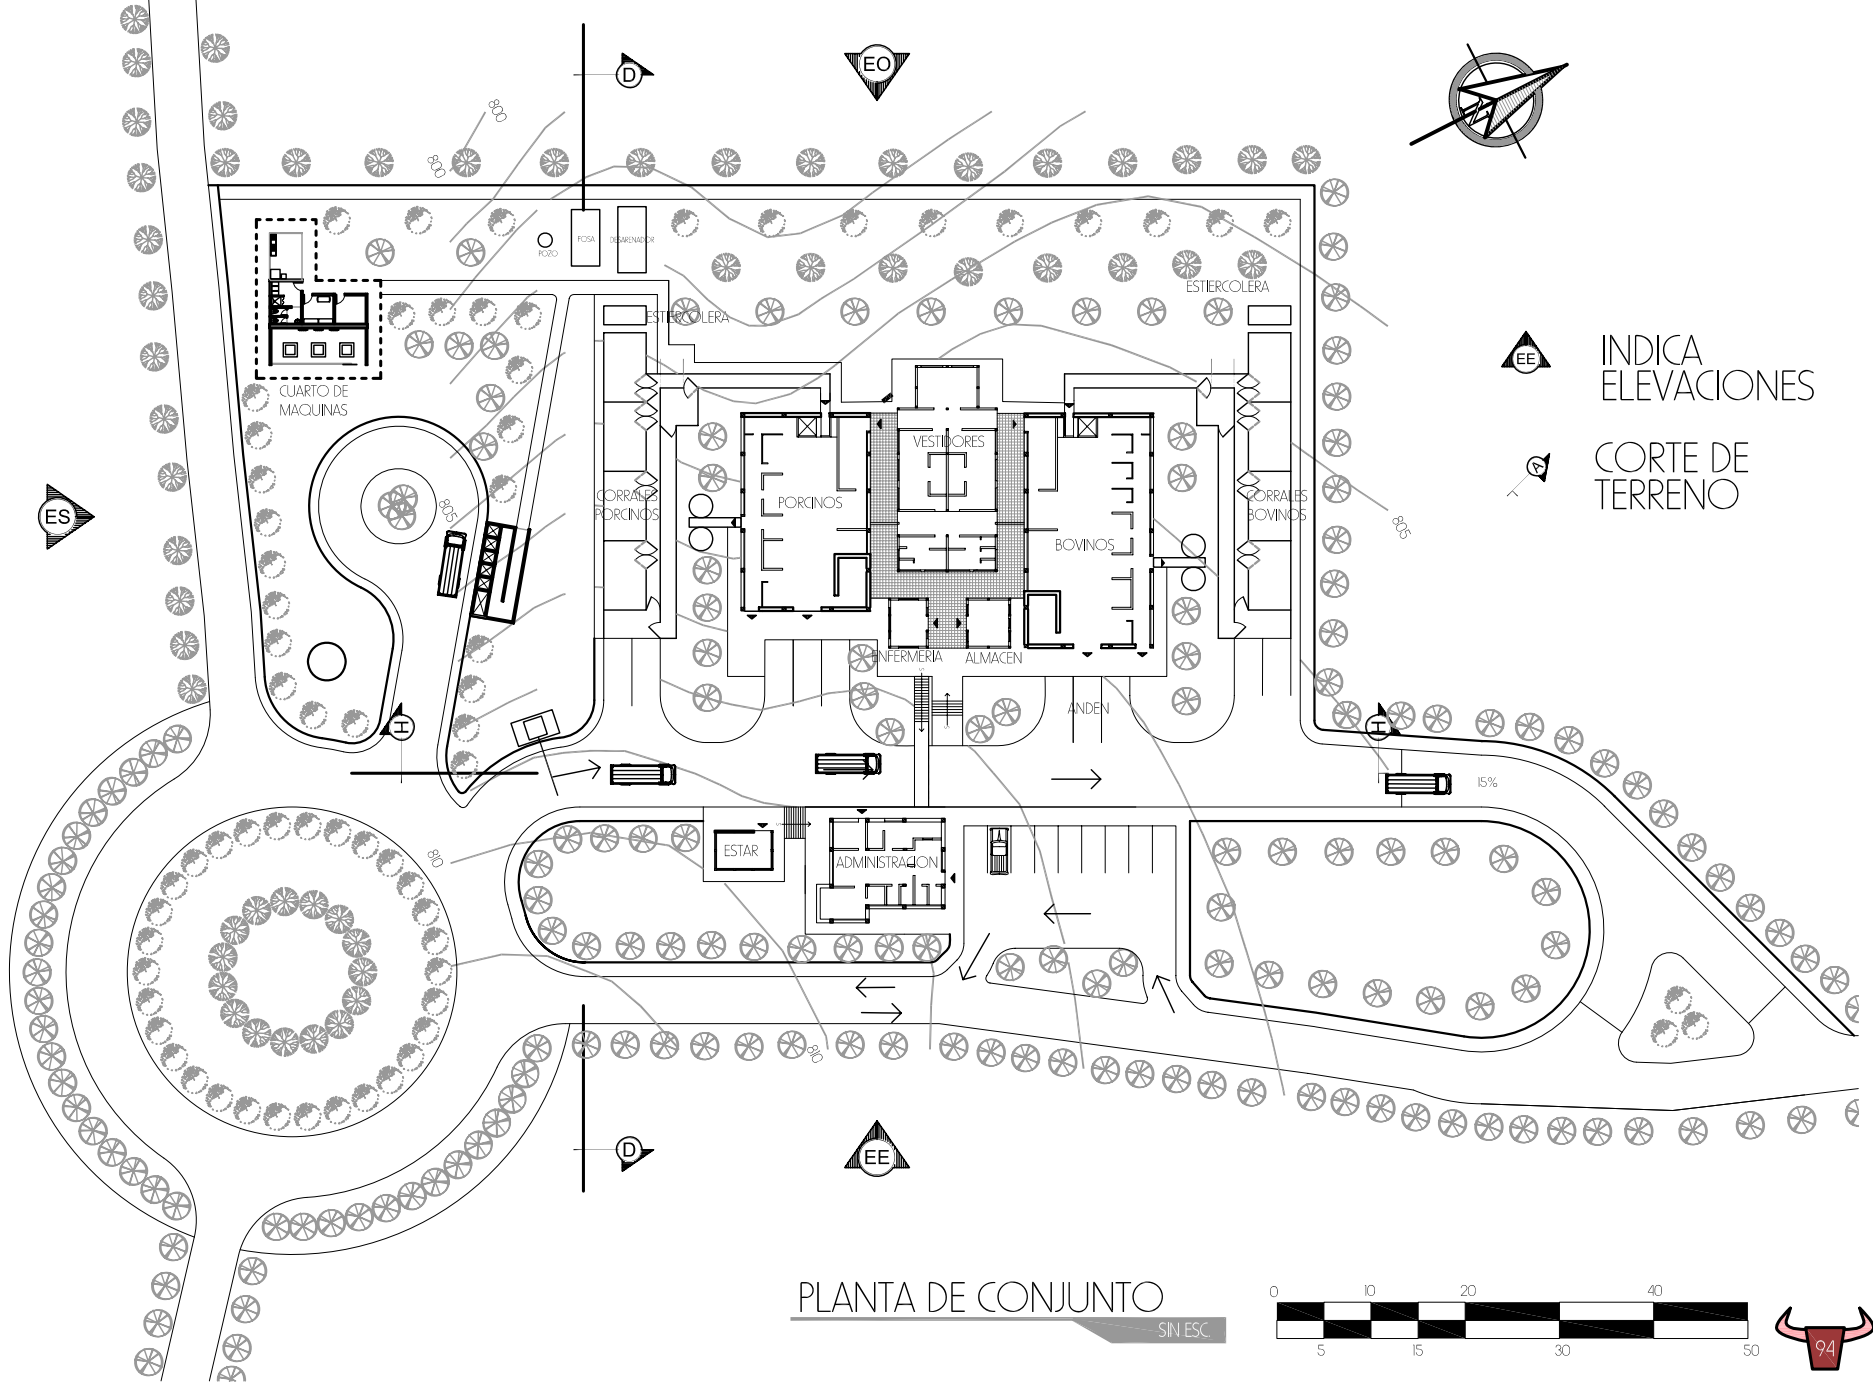 D
EO
N
800
800
FOSA
DESARENADOR
POZO
ESTIERCOLERA
ESTIERCOLERA
EE
INDICA
ELEVACIONES
CUARTO DE
MAQUINAS
VESTIDORES
A
CORTE DE
TERRENO
ES
805
CORRALES
PORCINOS
PORCINOS
BOVINOS
CORRALES
BOVINOS
805
ENFERMERIA
ALMACEN
S
ANDEN
H
H
S
15%
S
810
ESTAR
ADMINISTRACION
810
D
EE
PLANTA DE CONJUNTO
SIN ESC
0 10 20 40
5 15 30 50
94